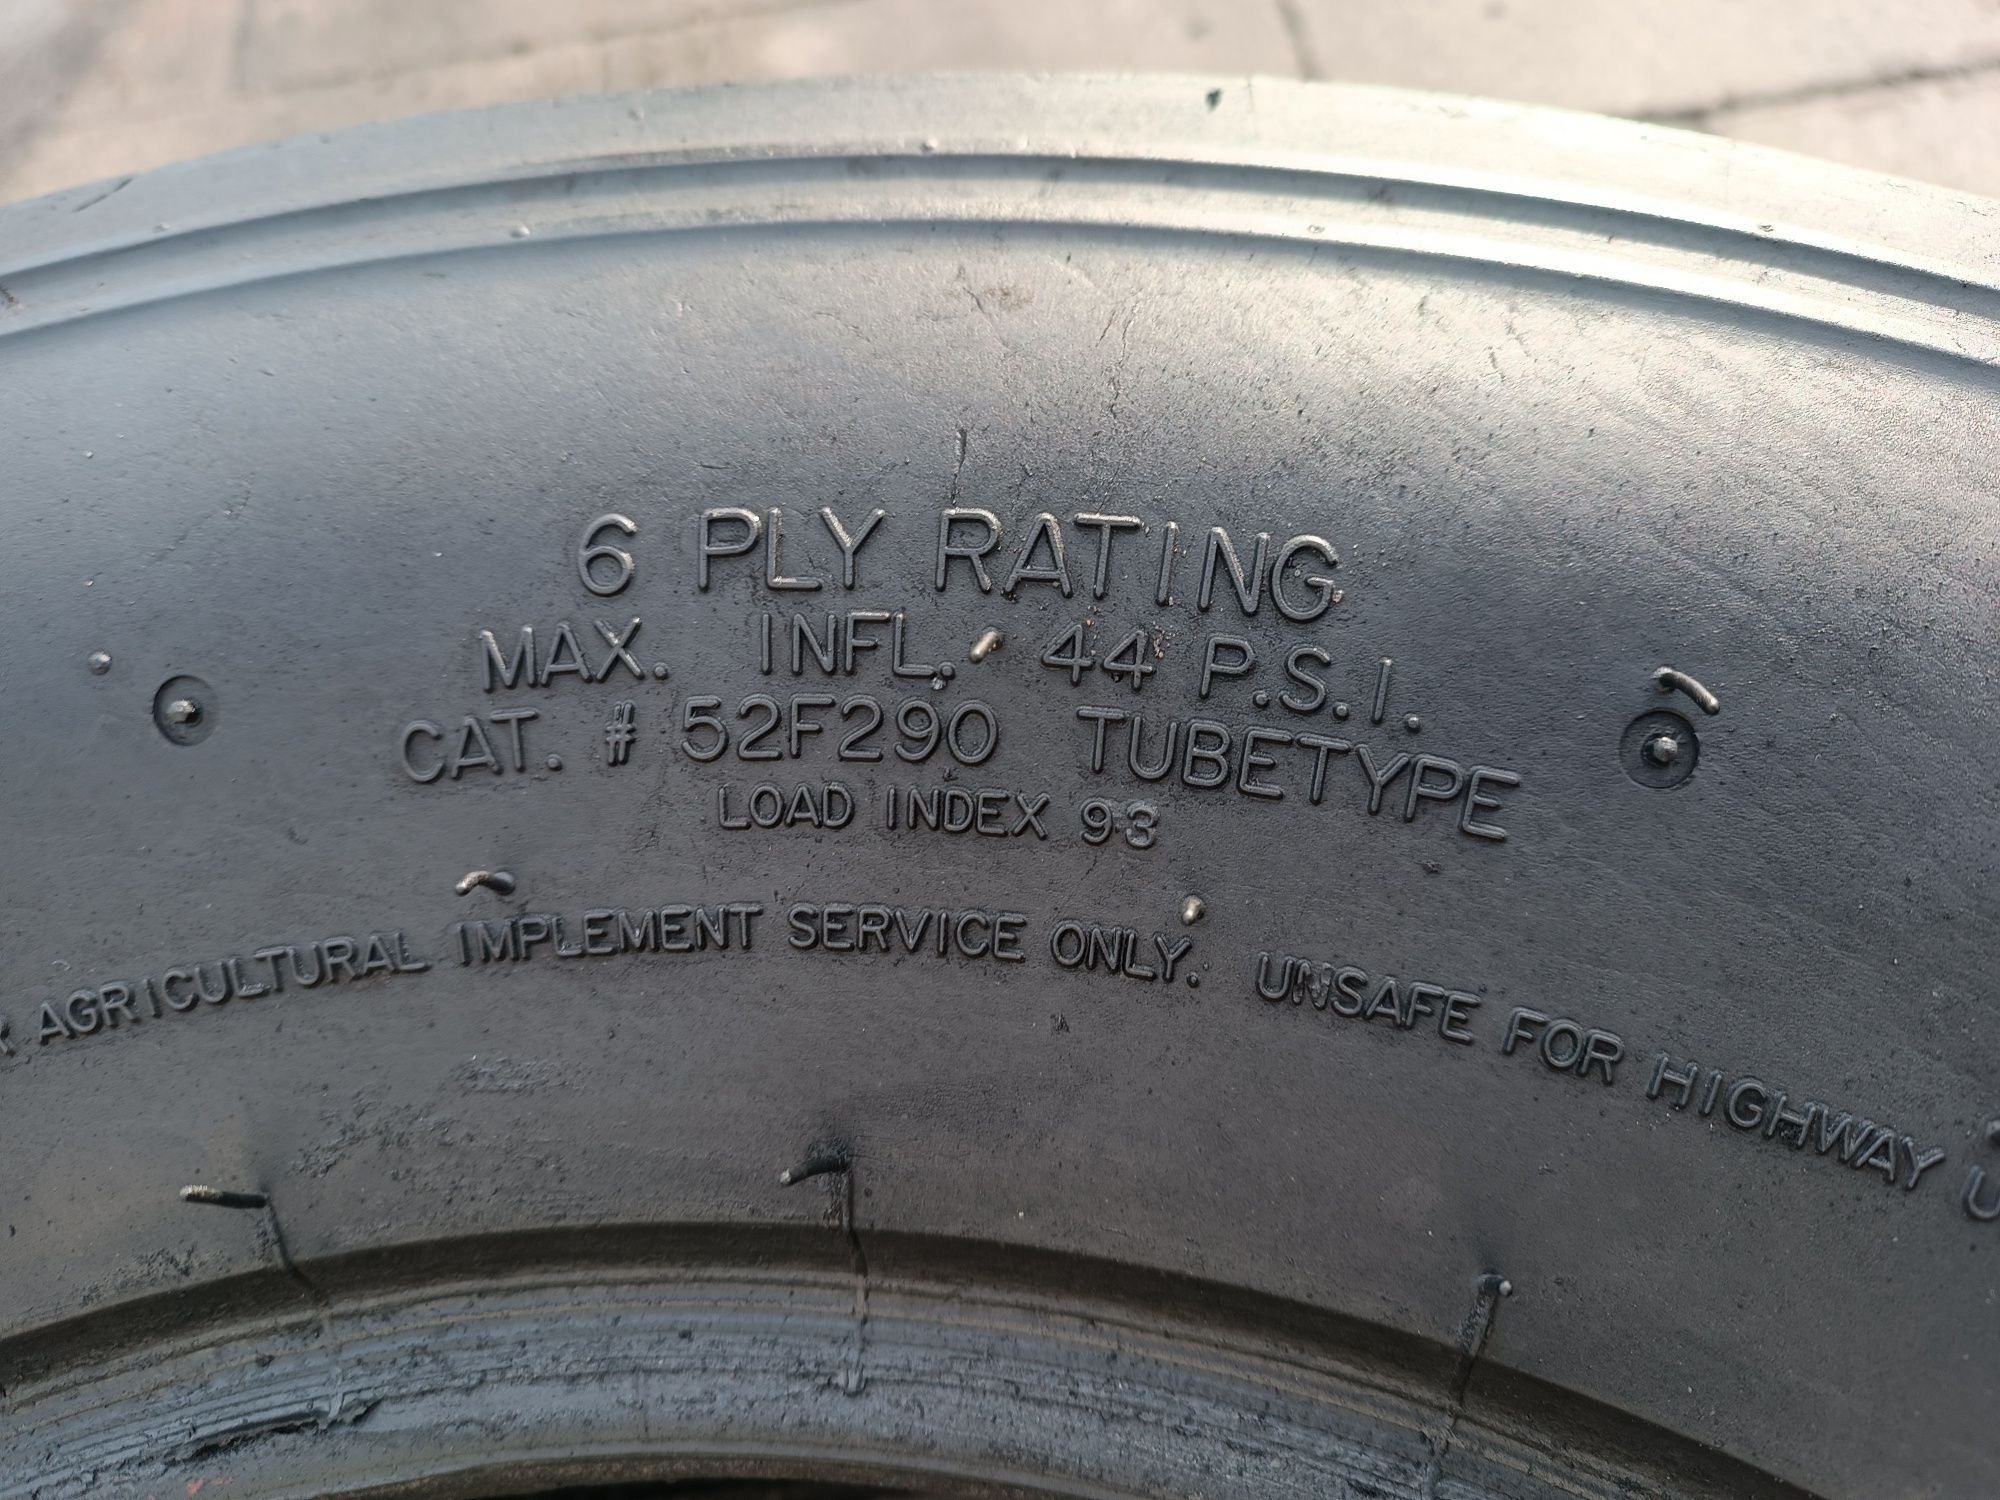 6 PLY RATING
MAX. INFL. 44 P.S.I.
CAT. # 52F290 TUBETYPE
LOAD INDEX 93
AGRICULTURAL IMPLEMENT SERVICE ONLY. UNSAFE FOR HIGHWAY